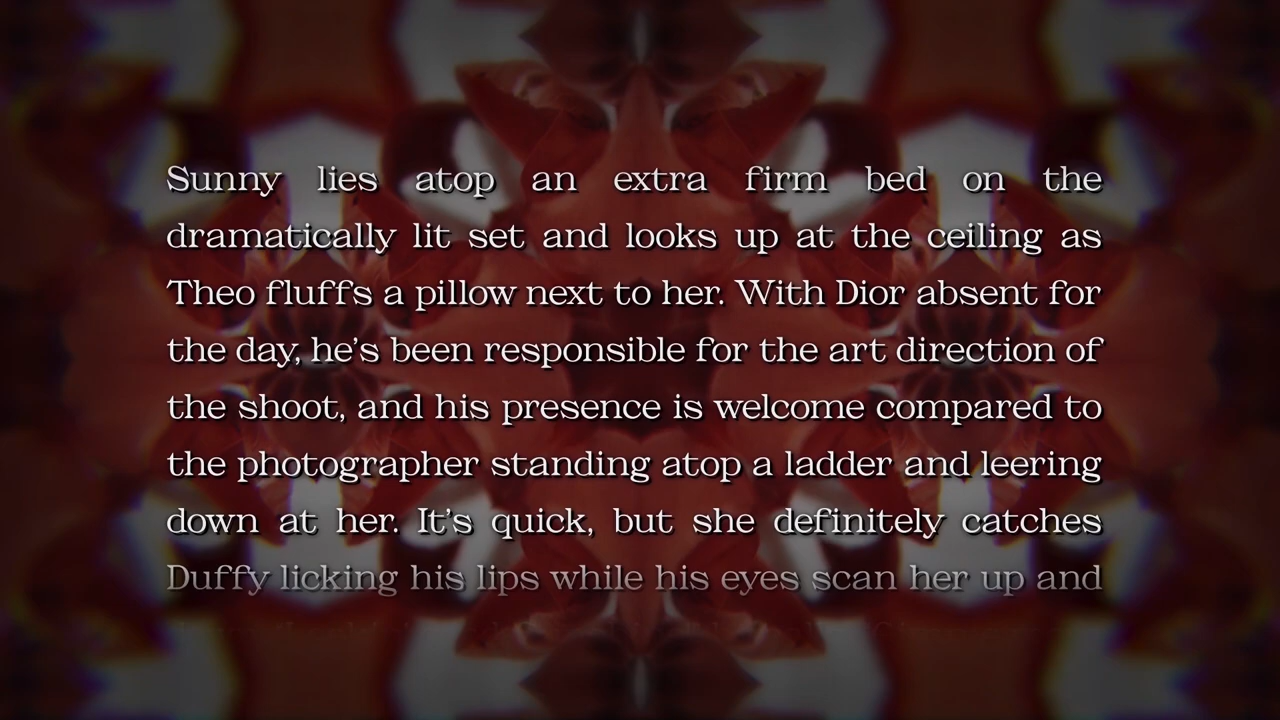 Sunny lies atop an extra firm bed on the
dramatically lit set and looks up at the ceiling as
Theo fluffs a pillow next to her. With Dior absent for
the day, he’s been responsible for the art direction of
the shoot, and his presence is welcome compared to
the photographer standing atop a ladder and leering
down at her. It’s quick, but she definitely catches
Duffy licking his lips while his eyes scan her up and